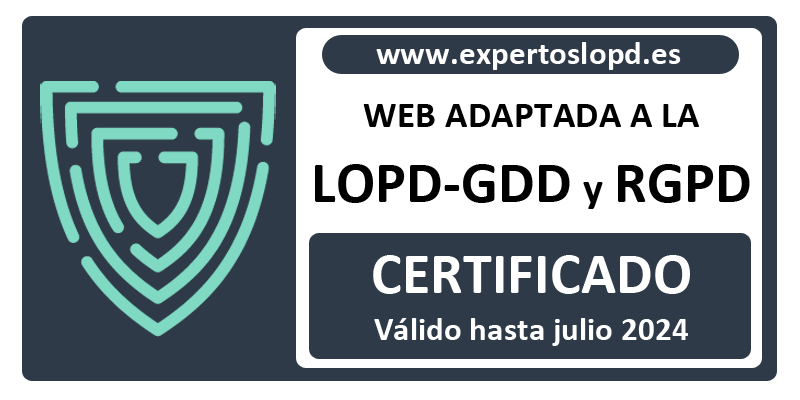 www.expertoslopd.es
WEB ADAPTADA A LA
LOPD-GDD y RGPD
CERTIFICADO
Válido hasta julio 2024